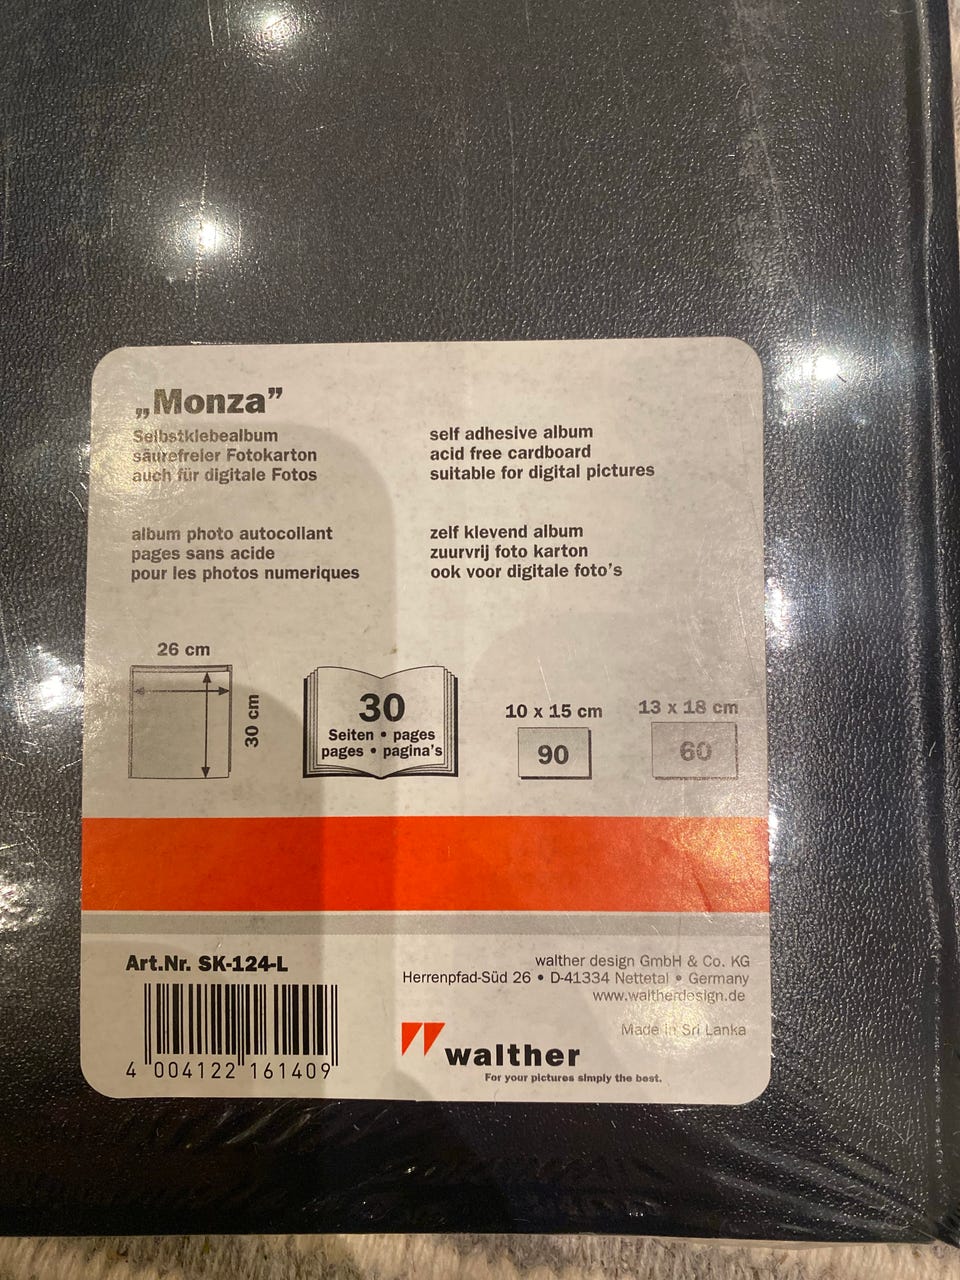 „Monza”
Selbstklebealbum
säurefreier Fotokarton
auch für digitale Fotos
self adhesive album
acid free cardboard
suitable for digital pictures
album photo autocollant
pages sans acide
pour les photos numeriques
zelf klevend album
zuurvrij foto karton
ook voor digitale foto's
26 cm
30 cm
30
Seiten • pages
pages • pagina's
10 x 15 cm
90
13 x 18 cm
60
Art.Nr. SK-124-L
4 004122 161409
walther design GmbH & Co. KG
Herrenpfad-Süd 26 • D-41334 Nettetal • Germany
www.waltherdesign.de
Made in Sri Lanka
walther
For your pictures simply the best.